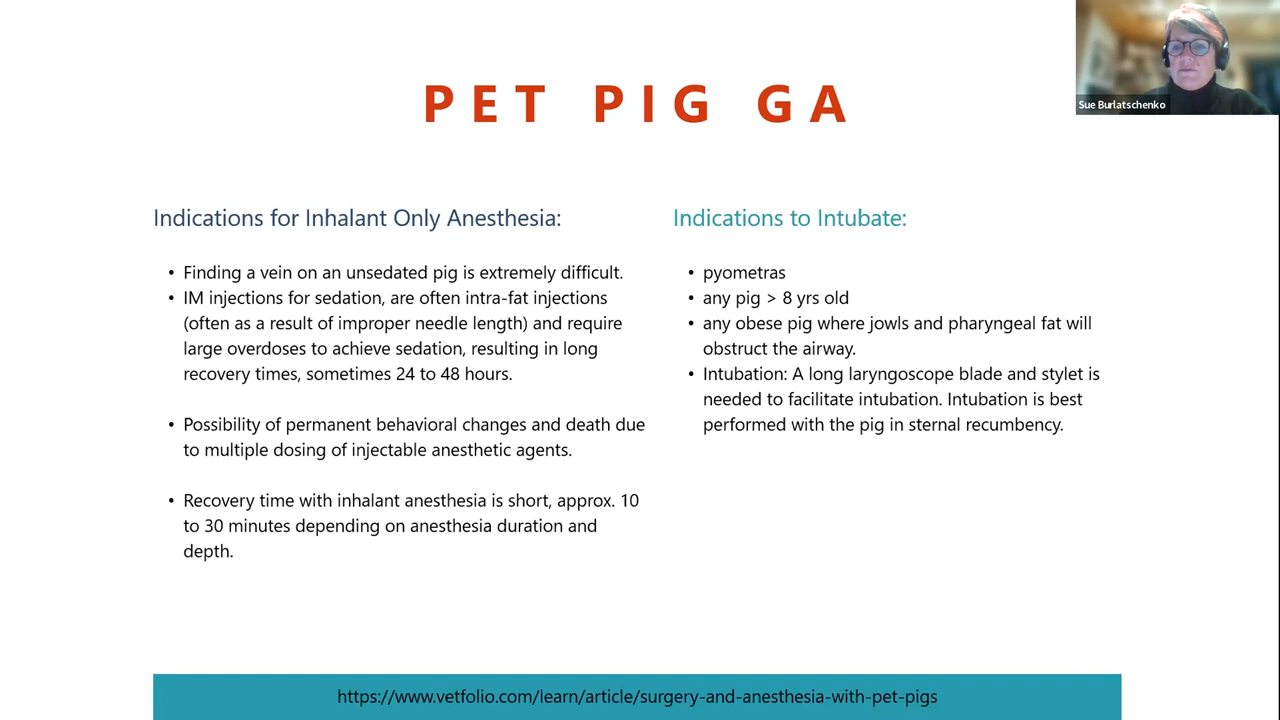 Sue Burlatschenko
PET PIG GA
Indications for Inhalant Only Anesthesia:
• Finding a vein on an unsedated pig is extremely difficult.
• IM injections for sedation, are often intra-fat injections
(often as a result of improper needle length) and require
large overdoses to achieve sedation, resulting in long
recovery times, sometimes 24 to 48 hours.
• Possibility of permanent behavioral changes and death due
to multiple dosing of injectable anesthetic agents.
• Recovery time with inhalant anesthesia is short, approx. 10
to 30 minutes depending on anesthesia duration and
depth.
Indications to Intubate:
• pyometras
• any pig > 8 yrs old
• any obese pig where jowls and pharyngeal fat will
obstruct the airway.
• Intubation: A long laryngoscope blade and stylet is
needed to facilitate intubation. Intubation is best
performed with the pig in sternal recumbency.
https://www.vetfolio.com/learn/article/surgery-and-anesthesia-with-pet-pigs